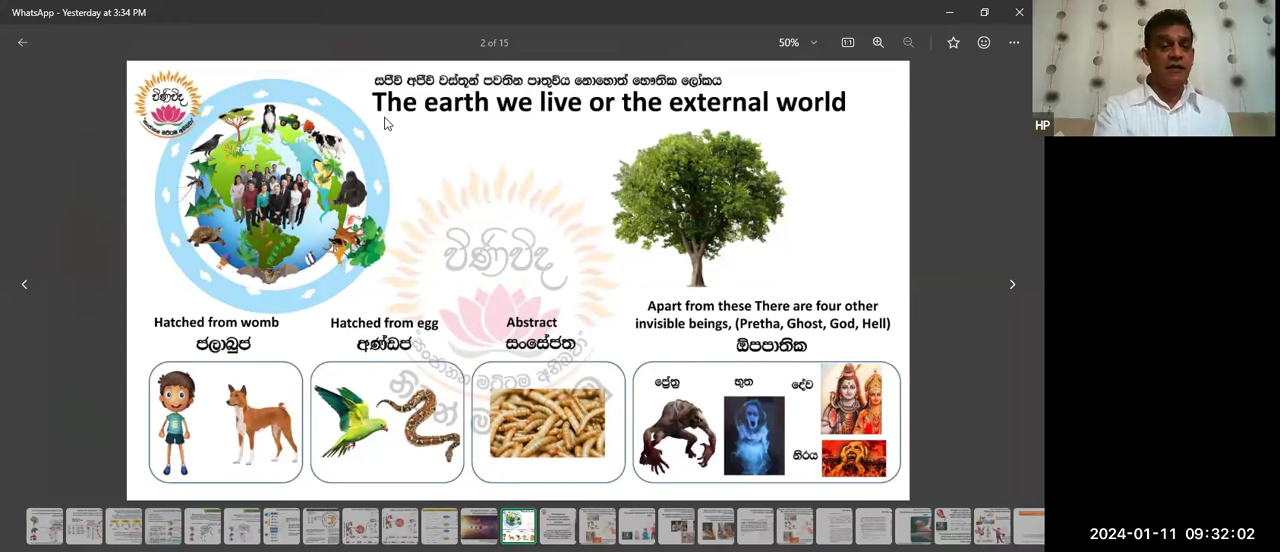 WhatsApp - Yesterday at 3:34 PM
2 of 15
50%
HP
විණිවිද
සජීවී අජීවී වස්තූන් පවතින පෘතුවිය නොහොත් භෞතික ලෝකය
The earth we live or the external world
විණිවිද
Hatched from womb
ජලාබුජ
Hatched from egg
අණ්ඩජ
Abstract
සංසේජත
Apart from these There are four other
invisible beings, (Pretha, Ghost, God, Hell)
ඕපපාතික
ප්‍රේත
භූත
දේව
නිරය
2024-01-11 09:32:02